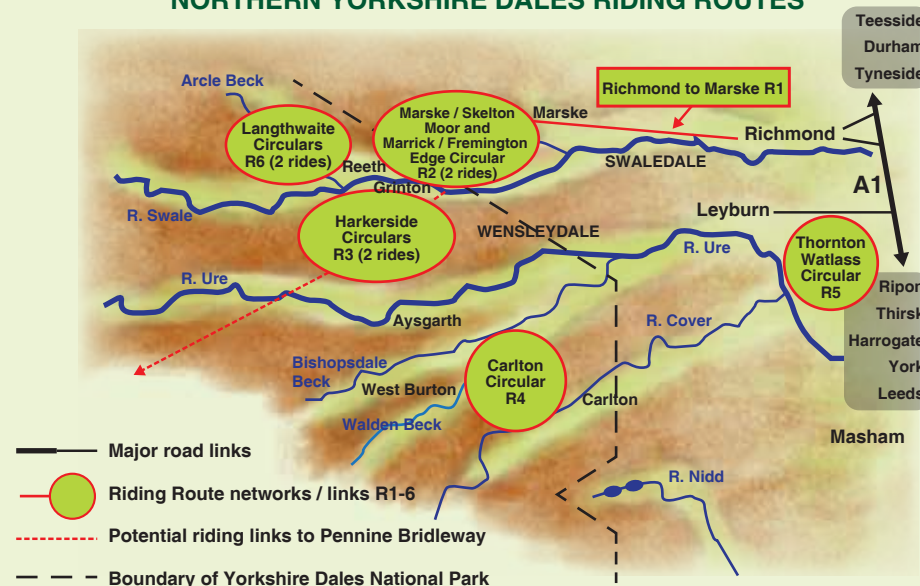 NORTHERN YORKSHIRE DALES RIDING ROUTES
Teesside
Durham
Tyneside
Arcle Beck
Richmond to Marske R1
Marske / Skelton
Moor and
Marrick / Fremington
Edge Circular
R2 (2 rides)
Marske
Langthwaite
Circulars
R6 (2 rides)
Richmond
SWALEDALE
Reeth
Grinton
A1
R. Swale
Harkerside
Circulars
R3 (2 rides)
Leyburn
WENSLEYDALE
R. Ure
Thornton
Watlass
Circular
R5
R. Ure
Ripon
Thirsk
Harrogate
York
Leeds
Aysgarth
R. Cover
Bishopsdale
Beck
West Burton
Carlton
Circular
R4
Carlton
Walden Beck
Masham
R. Nidd
Major road links
Riding Route networks / links R1-6
Potential riding links to Pennine Bridleway
Boundary of Yorkshire Dales National Park